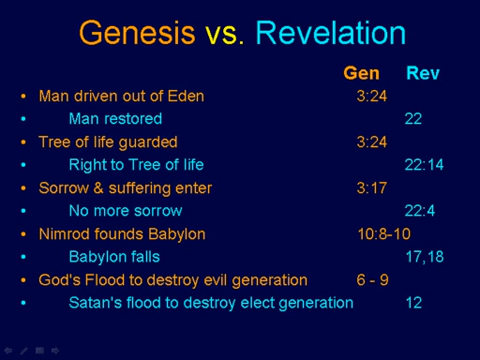 Genesis vs. Revelation
Gen Rev
• Man driven out of Eden 3:24
• Man restored 22
• Tree of life guarded 3:24
• Right to Tree of life 22:14
• Sorrow & suffering enter 3:17
• No more sorrow 22:4
• Nimrod founds Babylon 10:8-10
• Babylon falls 17,18
• God's Flood to destroy evil generation 6 - 9
• Satan's flood to destroy elect generation 12